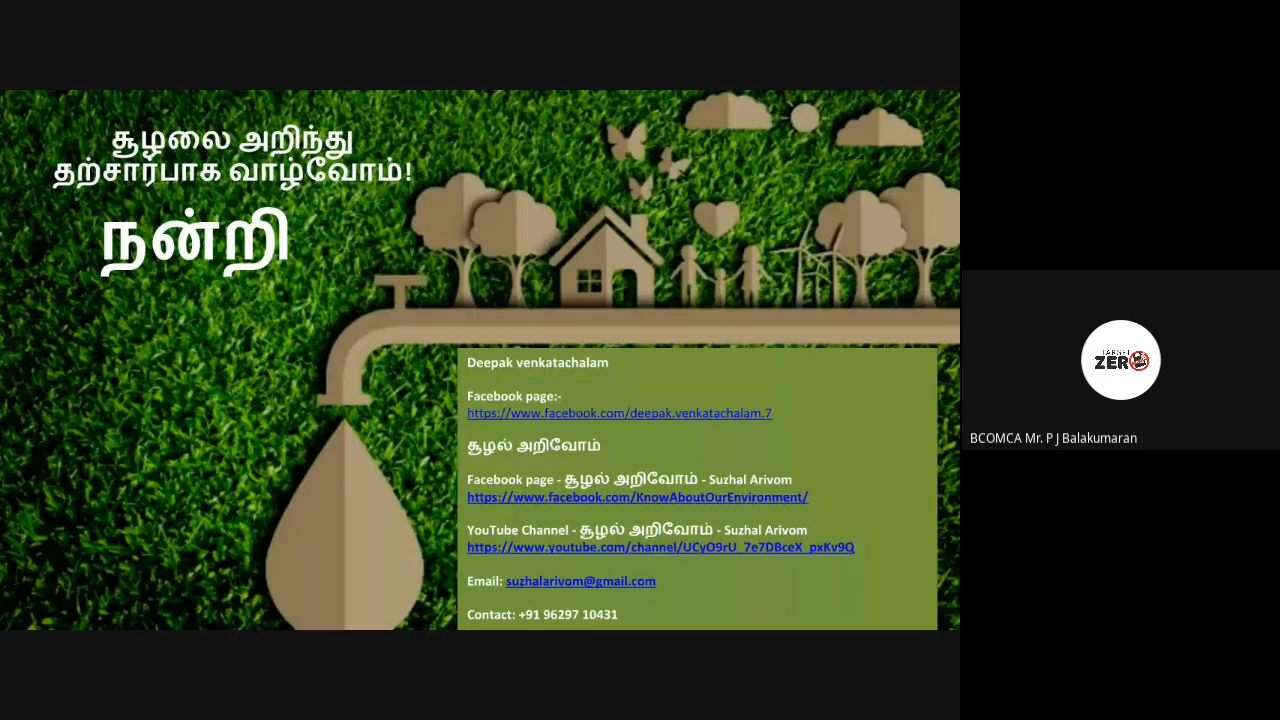 சூழலை அறிந்து
தற்சார்பாக வாழ்வோம்!
நன்றி
Deepak venkatachalam
Facebook page:-
https://www.facebook.com/deepak.venkatachalam.7
சூழல் அறிவோம்
Facebook page - சூழல் அறிவோம் - Suzhal Arivom
https://www.facebook.com/KnowAboutOurEnvironment/
YouTube Channel - சூழல் அறிவோம் - Suzhal Arivom
https://www.youtube.com/channel/UCyO9rU_7e7DBceX_pxKv9Q
Email: suzhalarivom@gmail.com
Contact: +91 96297 10431
TARGET
ZERO
BCOMCA Mr. P J Balakumaran